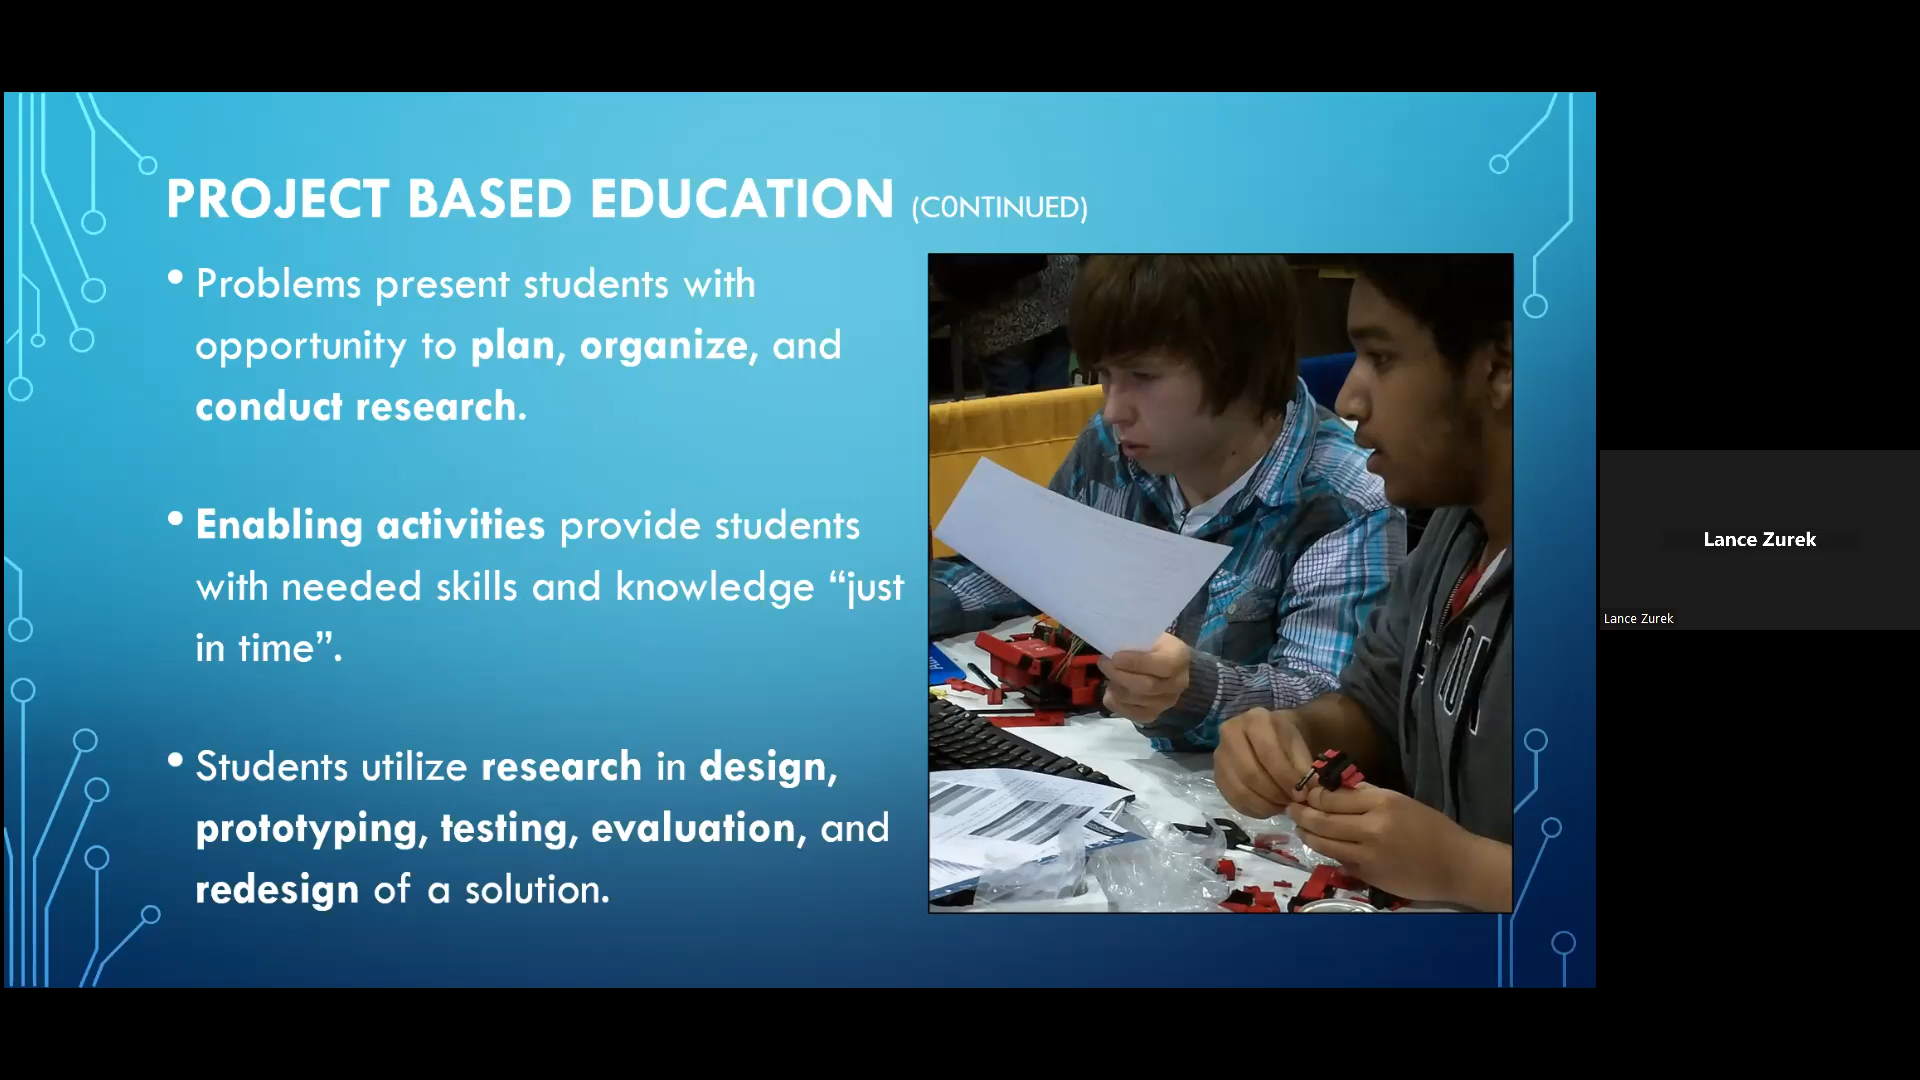 PROJECT BASED EDUCATION (C0NTINUED)
• Problems present students with
opportunity to plan, organize, and
conduct research.
• Enabling activities provide students
with needed skills and knowledge “just
in time”.
• Students utilize research in design,
prototyping, testing, evaluation, and
redesign of a solution.
Lance Zurek
Lance Zurek